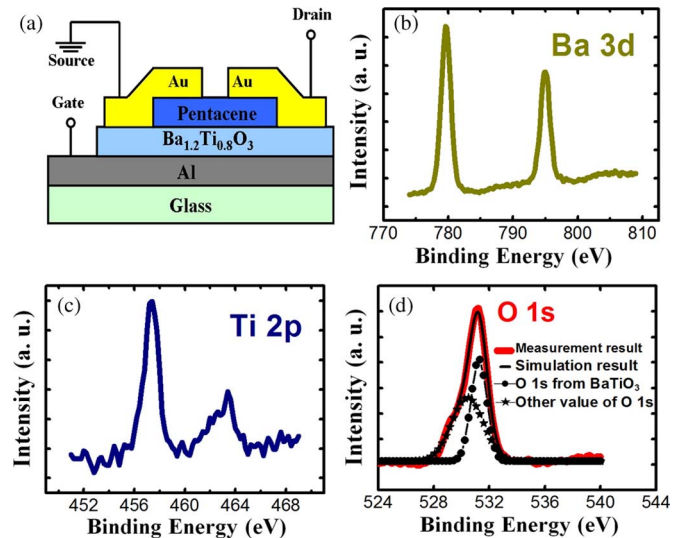 (a)
Drain
Source
Au
Au
Gate
Pentacene
Ba1.2Ti0.8O3
Al
Glass
(b)
Ba 3d
Intensity (a. u.)
770 780 790 800 810
Binding Energy (eV)
(c)
Ti 2p
Intensity (a. u.)
452 456 460 464 468
Binding Energy (eV)
(d)
O 1s
Measurement result
Simulation result
O 1s from BaTiO3
Other value of O 1s
Intensity (a. u.)
524 528 532 536 540 544
Binding Energy (eV)